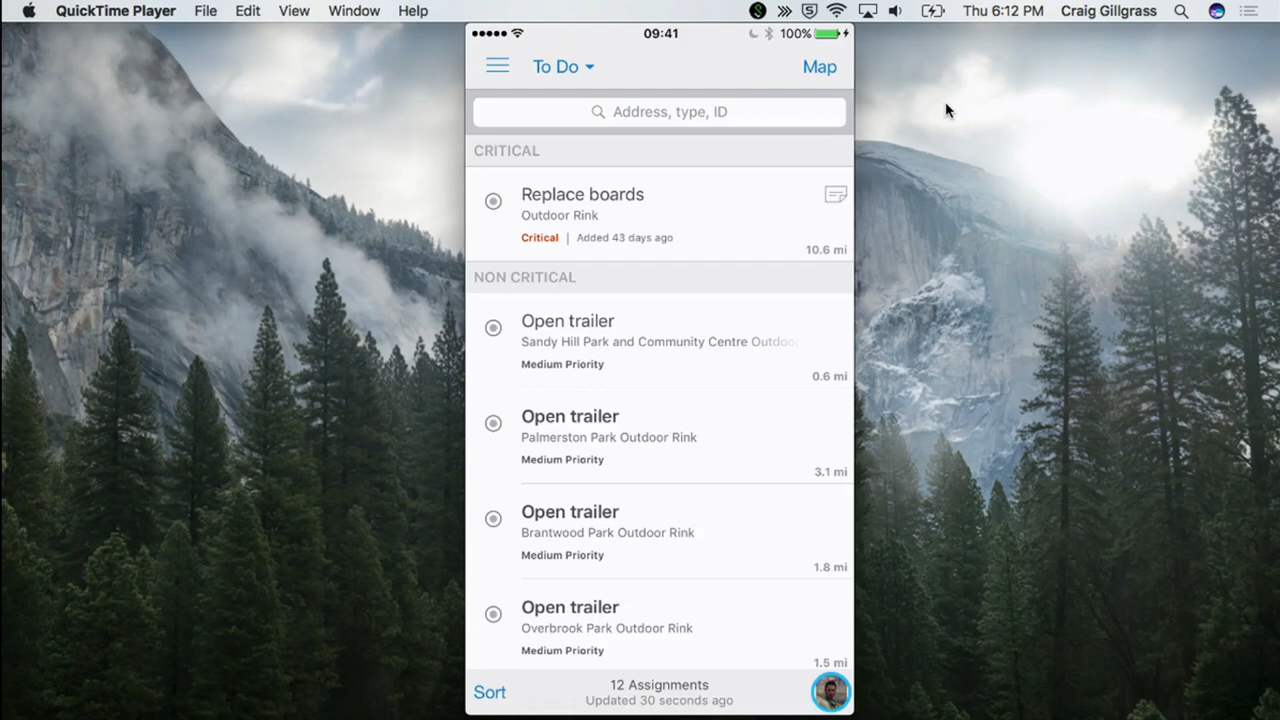 QuickTime Player File Edit View Window Help Thu 6:12 PM Craig Gillgrass
09:41 100%
To Do Map
Address, type, ID
CRITICAL
Replace boards
Outdoor Rink
Critical | Added 43 days ago
10.6 mi
NON CRITICAL
Open trailer
Sandy Hill Park and Community Centre Outdoo
Medium Priority
0.6 mi
Open trailer
Palmerston Park Outdoor Rink
Medium Priority
3.1 mi
Open trailer
Brantwood Park Outdoor Rink
Medium Priority
1.8 mi
Open trailer
Overbrook Park Outdoor Rink
Medium Priority
1.5 mi
Sort 12 Assignments
Updated 30 seconds ago